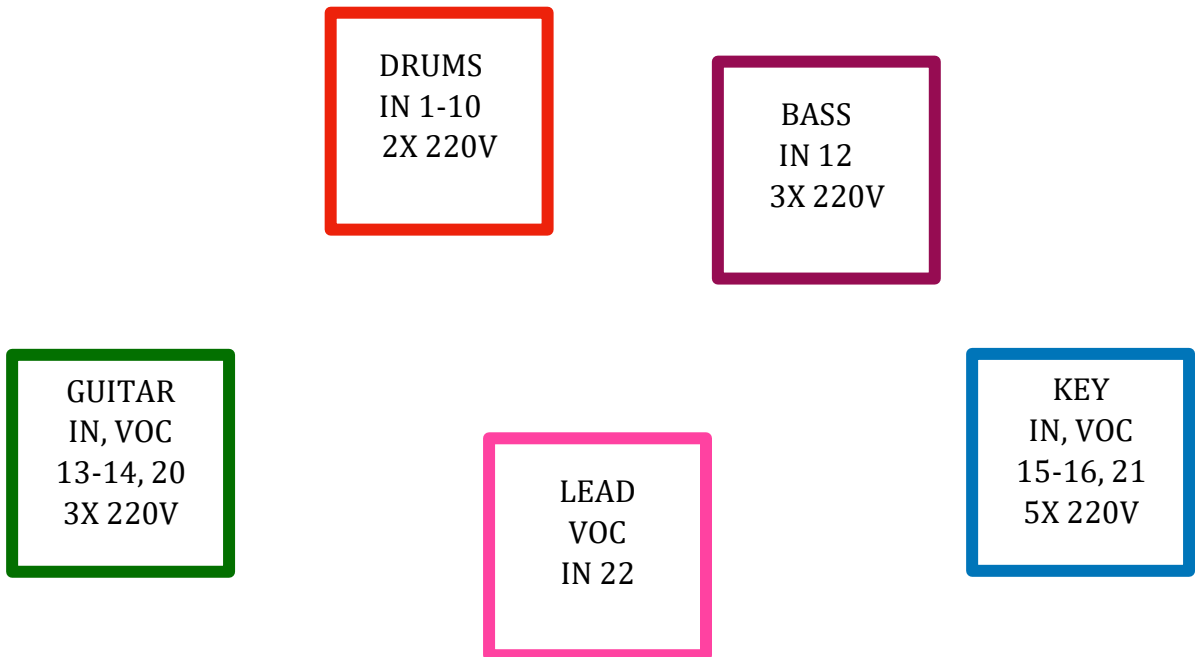 DRUMS
IN 1-10
2X 220V
BASS
IN 12
3X 220V
GUITAR
IN, VOC
13-14, 20
3X 220V
LEAD
VOC
IN 22
KEY
IN, VOC
15-16, 21
5X 220V